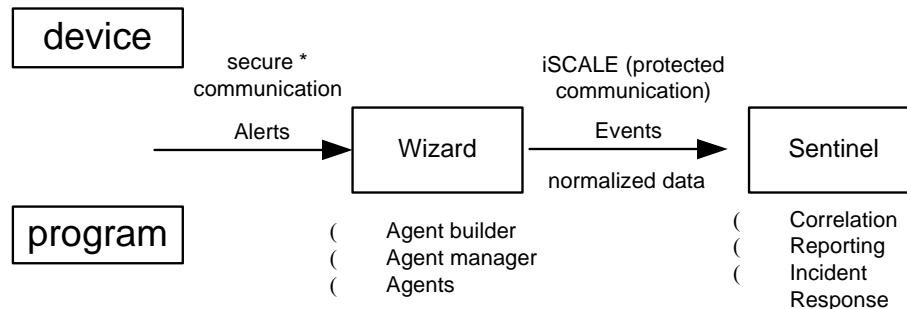 device
secure *
communication
Alerts
Wizard
iSCALE (protected
communication)
Events
normalized data
Sentinel
program
( Agent builder
( Agent manager
( Agents
( Correlation
( Reporting
( Incident
Response